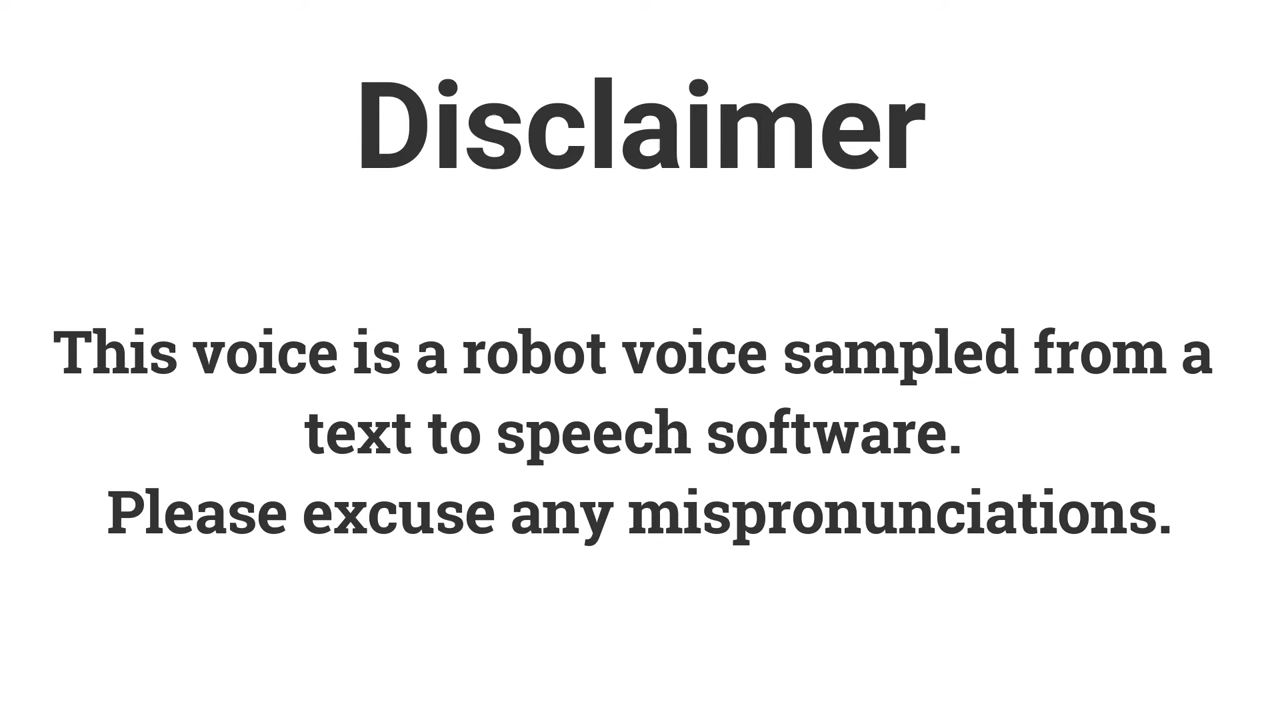 Disclaimer
This voice is a robot voice sampled from a
text to speech software.
Please excuse any mispronunciations.